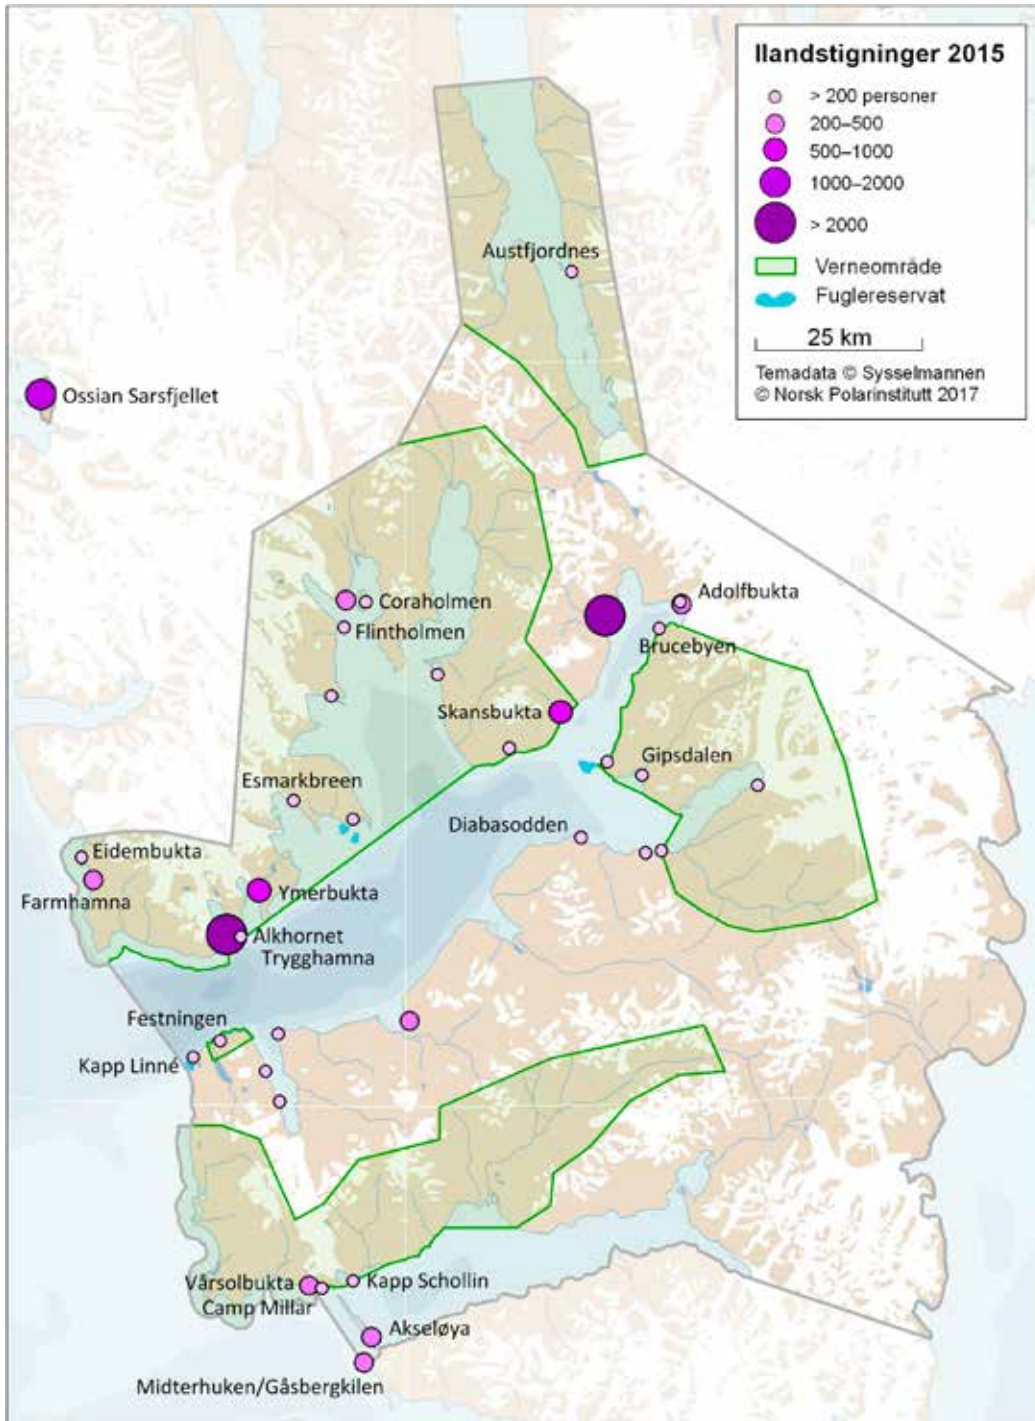 Ilandstigninger 2015
> 200 personer
200–500
500–1000
1000–2000
> 2000
Verneområde
Fuglereservat
25 km
Temadata © Sysselmannen
© Norsk Polarinstitutt 2017
Austfjordnes
Ossian Sarsfjellet
Coraholmen
Flintholmen
Adolfbukta
Brucebyen
Skansbukta
Gipsdalen
Esmarkbreen
Diabasodden
Eidembukta
Farmhamna
Ymerbukta
Alkhornet
Trygghamna
Festningen
Kapp Linné
Vårsolbukta
Camp Millar
Kapp Schollin
Akseløya
Midterhuken/Gåsbergkilen